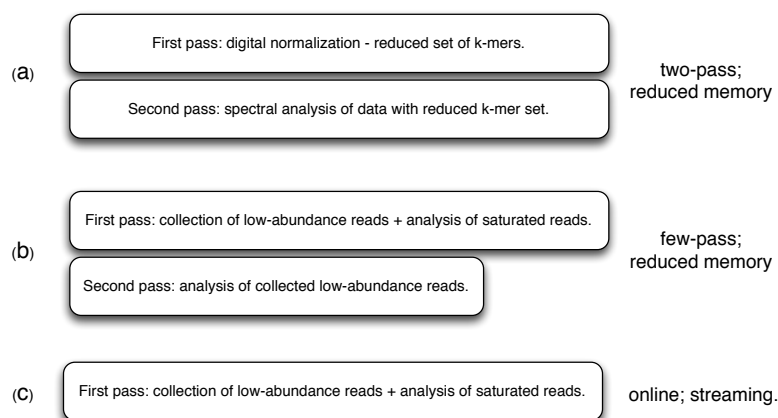 (a)
First pass: digital normalization - reduced set of k-mers.
Second pass: spectral analysis of data with reduced k-mer set.
two-pass;
reduced memory
(b)
First pass: collection of low-abundance reads + analysis of saturated reads.
Second pass: analysis of collected low-abundance reads.
few-pass;
reduced memory
(c)
First pass: collection of low-abundance reads + analysis of saturated reads.
online; streaming.